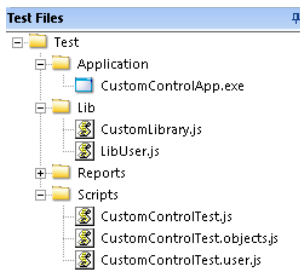 Test Files
Test
Application
CustomControlApp.exe
Lib
CustomLibrary.js
LibUser.js
Reports
Scripts
CustomControlTest.js
CustomControlTest.objects.js
CustomControlTest.user.js